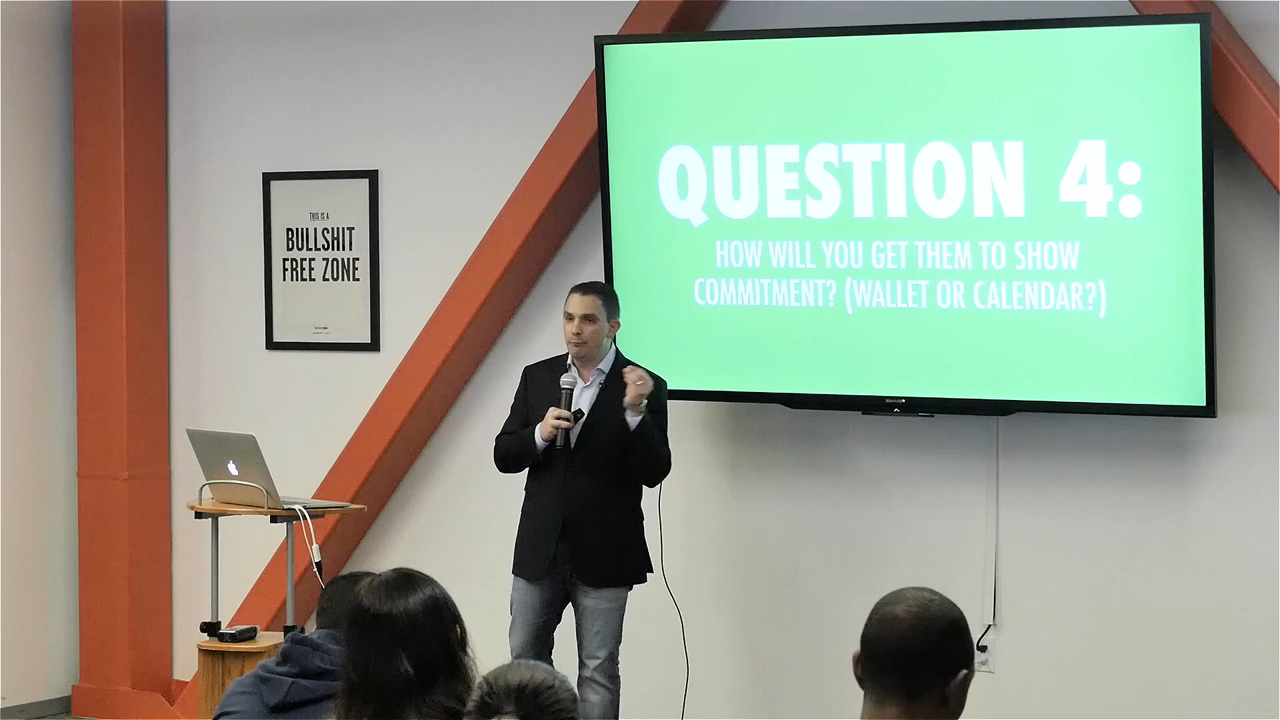 THIS IS A
BULLSHIT
FREE ZONE
QUESTION 4:
HOW WILL YOU GET THEM TO SHOW
COMMITMENT? (WALLET OR CALENDAR?)